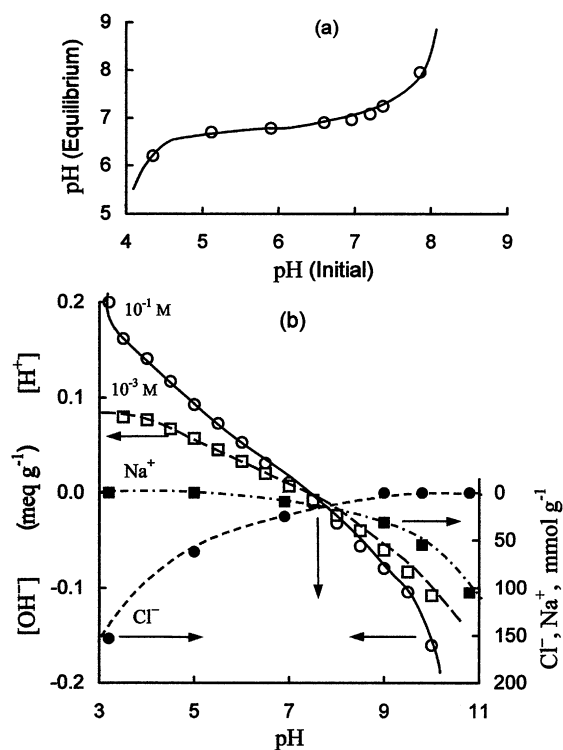 (a)
9
8
7
6
5
pH (Equilibrium)
4 5 6 7 8 9
pH (Initial)
(b)
10⁻¹ M
10⁻³ M
Na⁺
Cl⁻
0.2
0.1
0.0
-0.1
-0.2
[OH⁻] (meq g⁻¹) [H⁺]
0
50
100
150
200
Cl⁻, Na⁺, mmol g⁻¹
3 5 7 9 11
pH